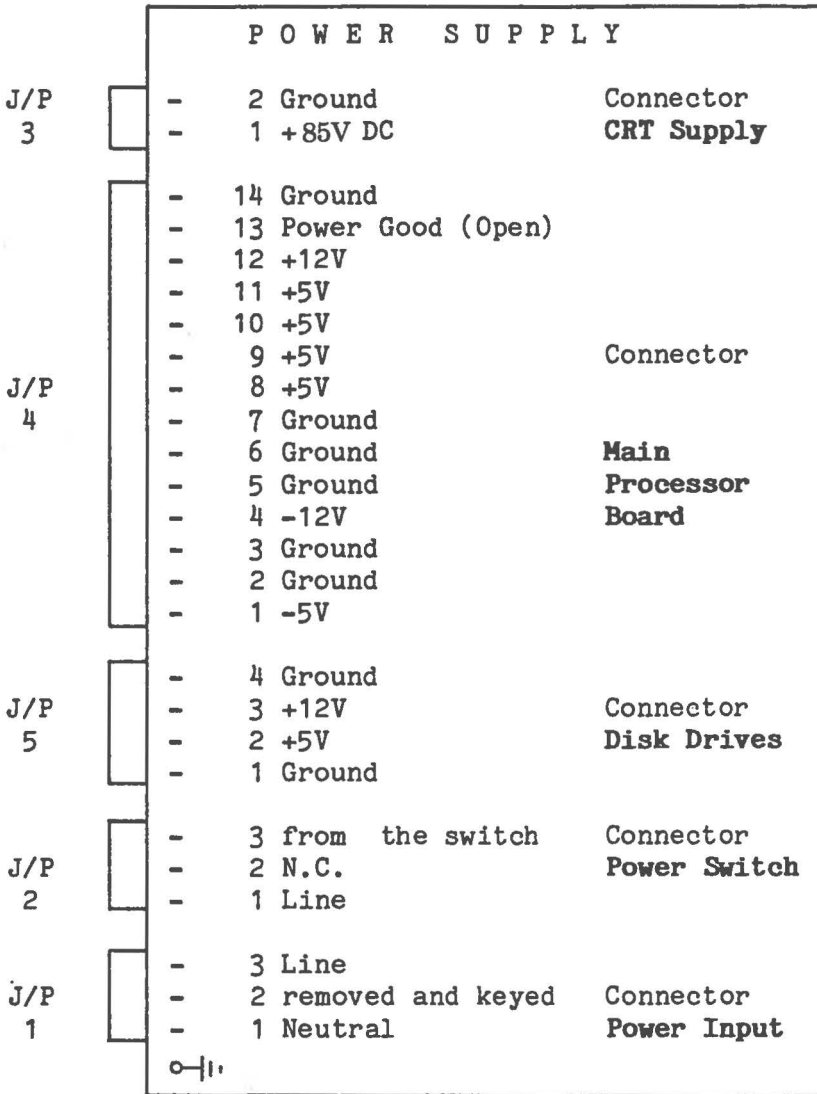 P O W E R   S U P P L Y
J/P - 2 Ground Connector
3 - 1 +85V DC CRT Supply
- 14 Ground
- 13 Power Good (Open)
- 12 +12V
- 11 +5V
- 10 +5V
- 9 +5V Connector
J/P - 8 +5V
4 - 7 Ground
- 6 Ground Main
- 5 Ground Processor
- 4 -12V Board
- 3 Ground
- 2 Ground
- 1 -5V
- 4 Ground
J/P - 3 +12V Connector
5 - 2 +5V Disk Drives
- 1 Ground
- 3 from the switch Connector
J/P - 2 N.C. Power Switch
2 - 1 Line
- 3 Line
J/P - 2 removed and keyed Connector
1 - 1 Neutral Power Input